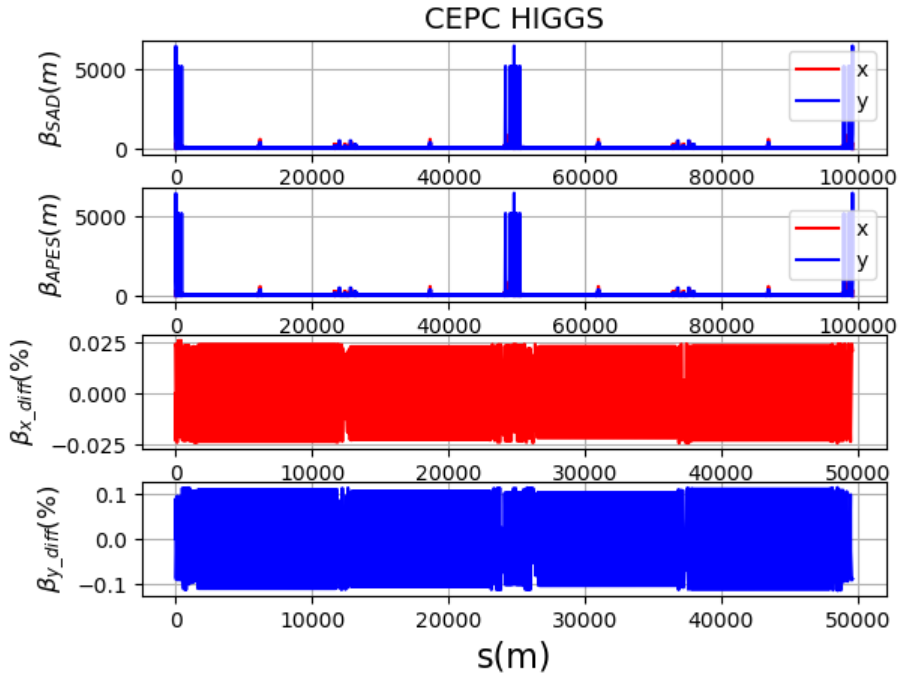 CEPC HIGGS
β_SAD(m)
5000
0
x
y
0 20000 40000 60000 80000 100000
β_APES(m)
5000
0
x
y
0 20000 40000 60000 80000 100000
β_x_diff(%)
0.025
0.000
−0.025
0 10000 20000 30000 40000 50000
β_y_diff(%)
0.1
0.0
−0.1
0 10000 20000 30000 40000 50000
s(m)